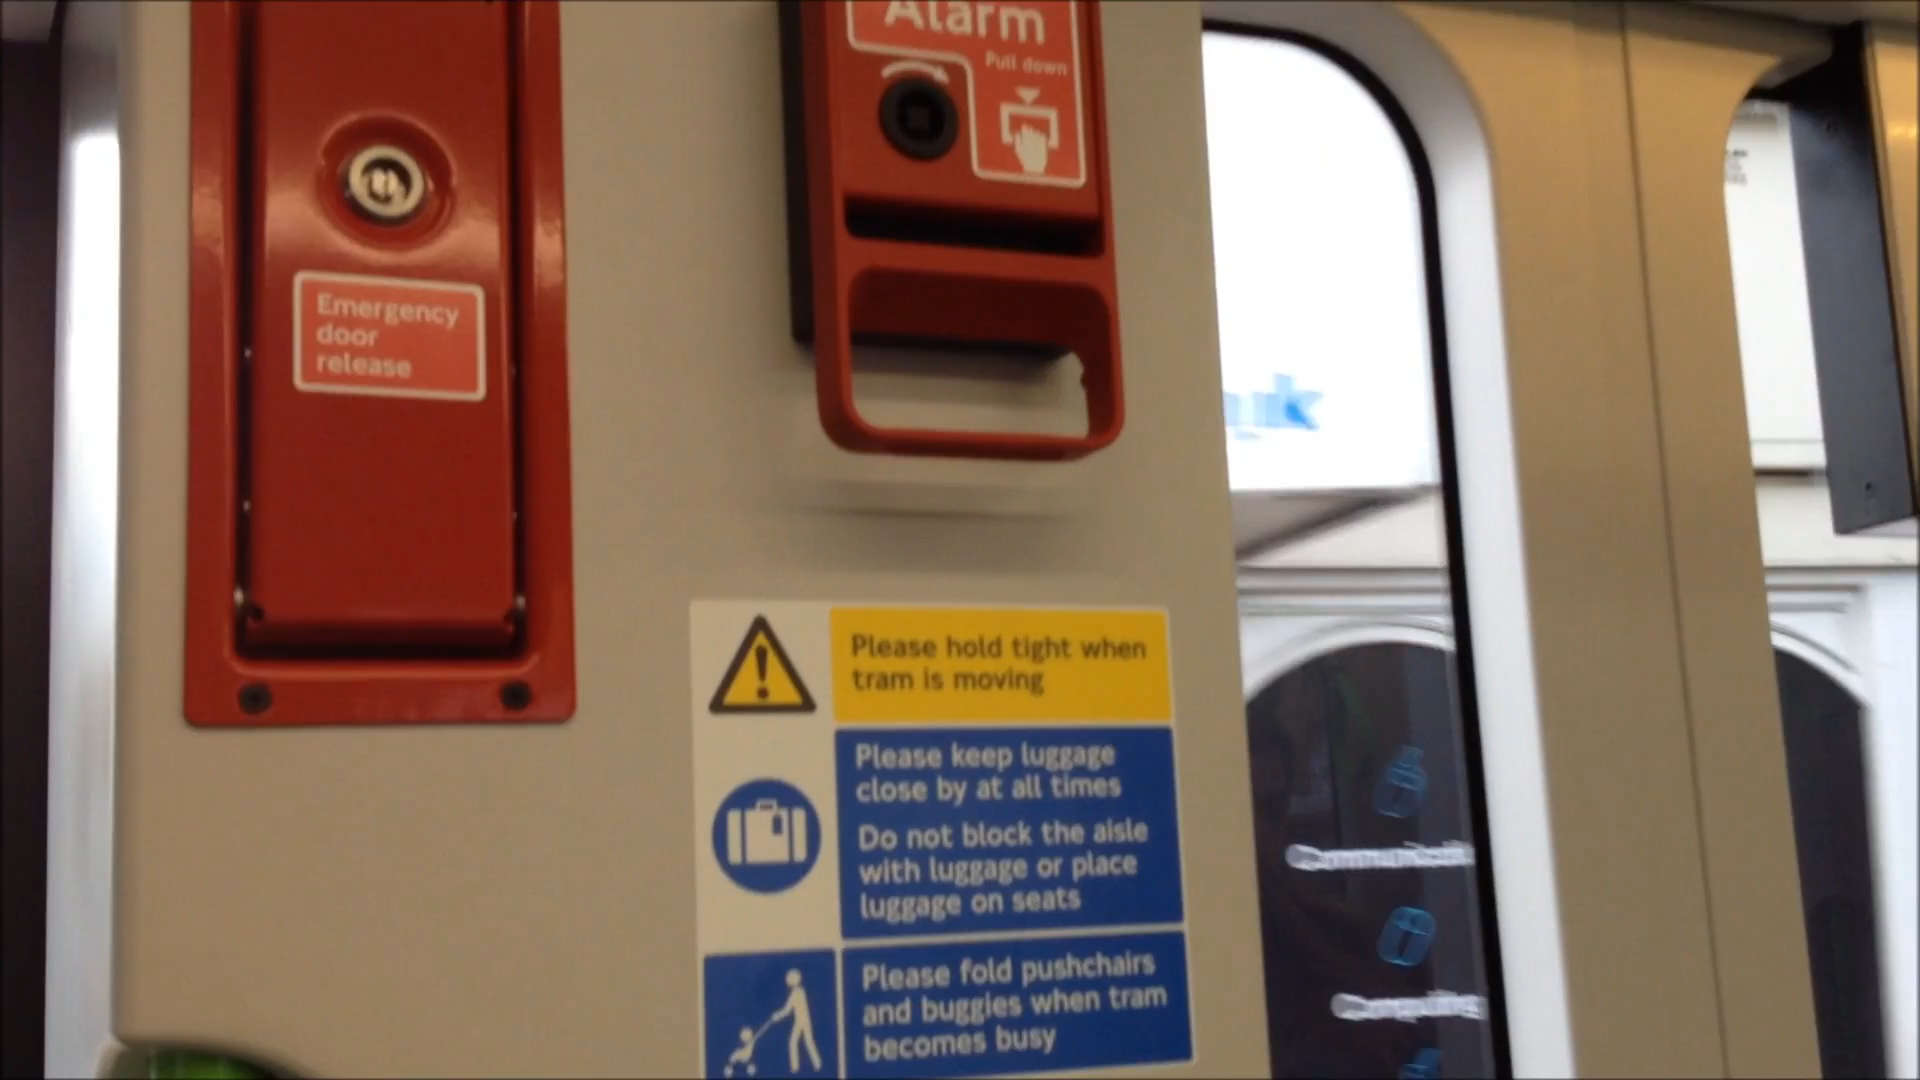 Alarm
Pull down
Emergency
door
release
Please hold tight when
tram is moving
Please keep luggage
close by at all times
Do not block the aisle
with luggage or place
luggage on seats
Please fold pushchairs
and buggies when tram
becomes busy
Computing